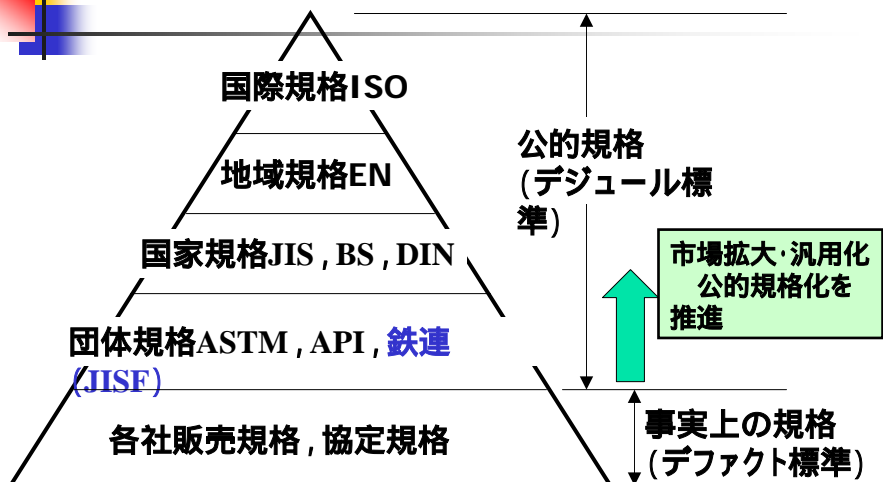 国際規格ISO
地域規格EN
国家規格JIS , BS , DIN
団体規格ASTM , API , 鉄連
(JISF)
各社販売規格 , 協定規格
公的規格
(デジュール標
準)
市場拡大・汎用化
公的規格化を
推進
事実上の規格
(デファクト標準)